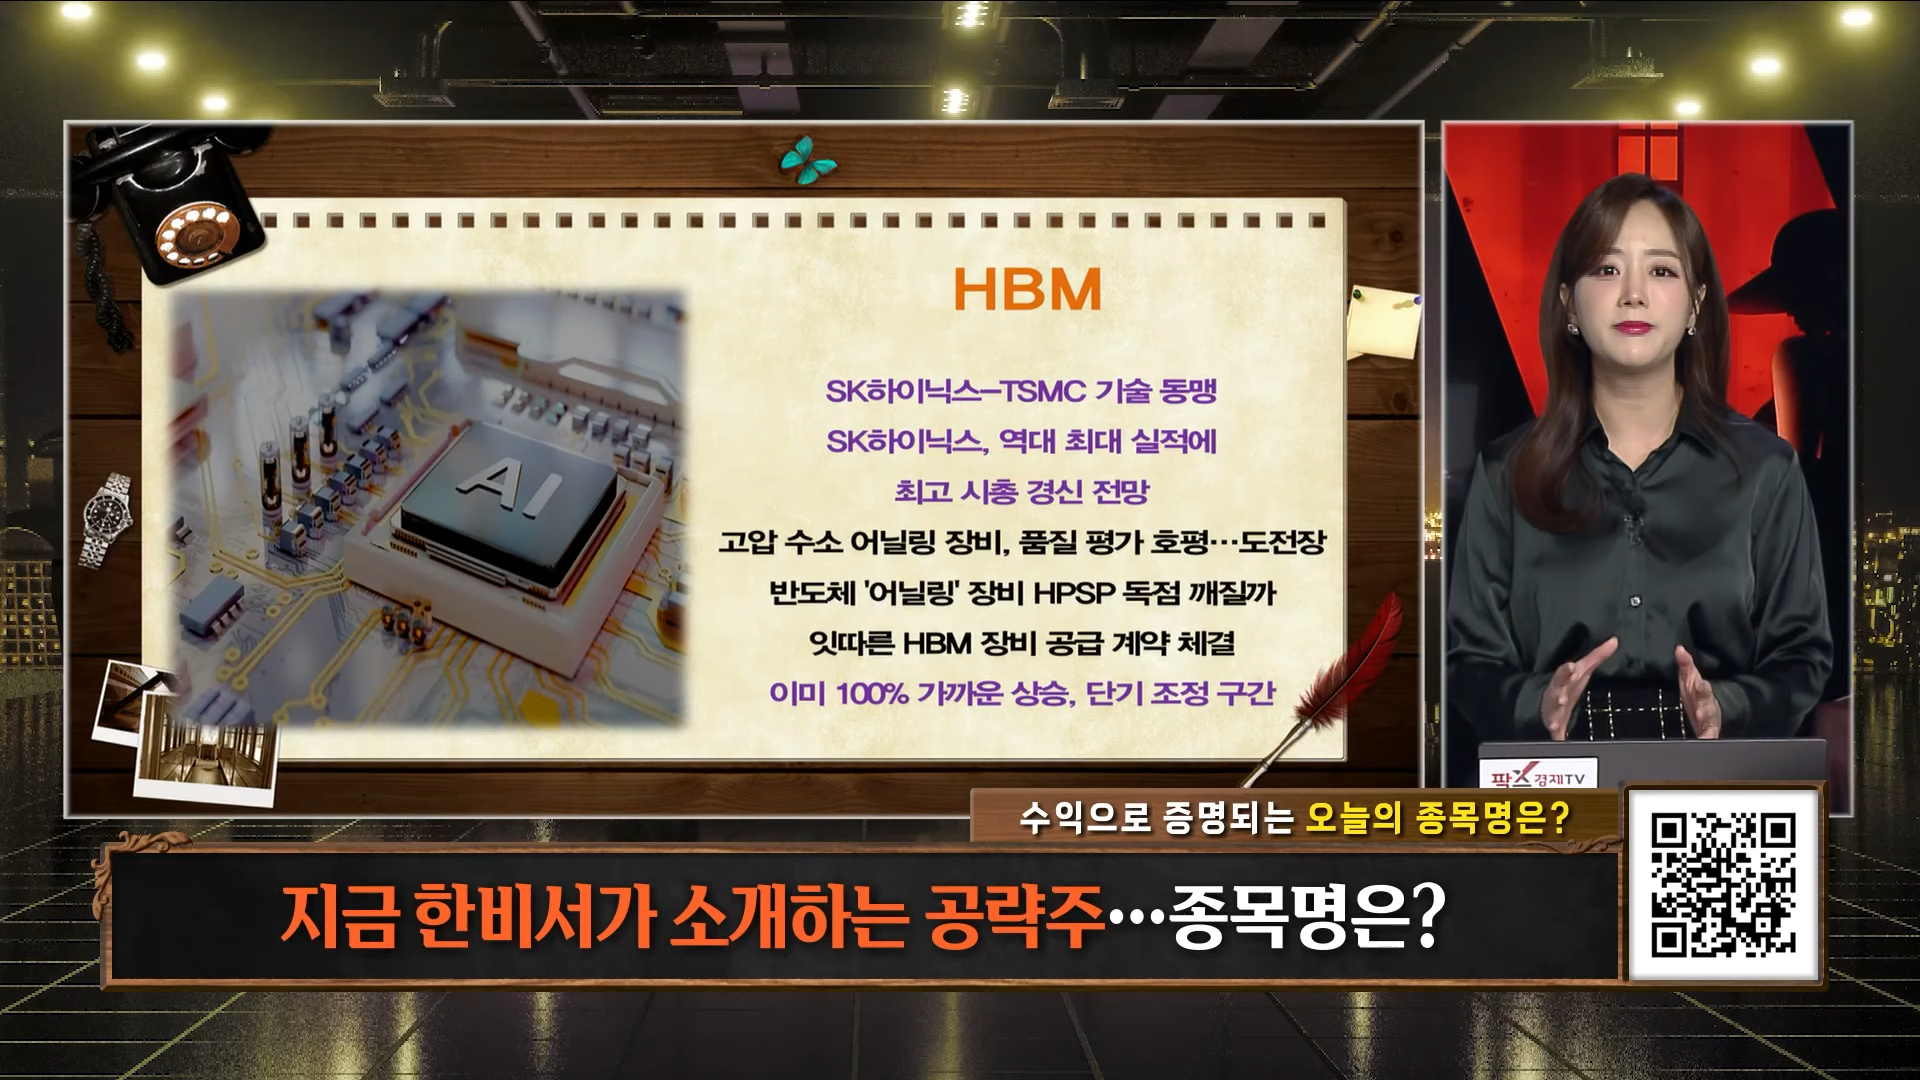 HBM
SK하이닉스-TSMC 기술 동맹
SK하이닉스, 역대 최대 실적에
최고 시총 경신 전망
고압 수소 어닐링 장비, 품질 평가 호평…도전장
반도체 '어닐링' 장비 HPSP 독점 깨질까
잇따른 HBM 장비 공급 계약 체결
이미 100% 가까운 상승, 단기 조정 구간
AI
팍스경제TV
수익으로 증명되는 오늘의 종목명은?
지금 한비서가 소개하는 공략주…종목명은?